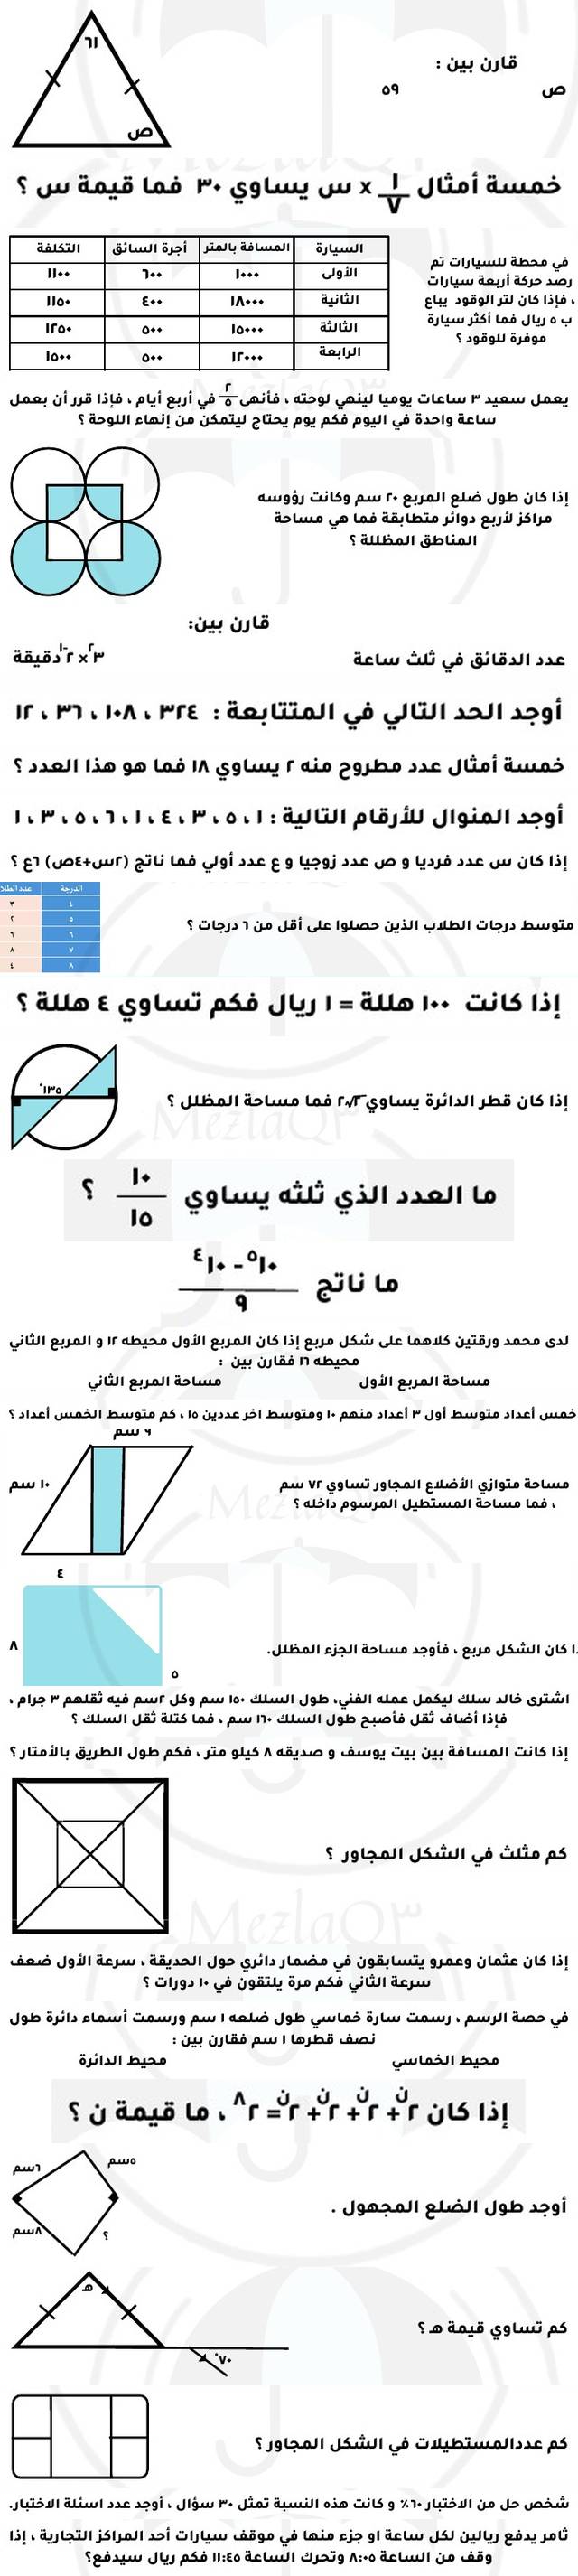 ٦١
ص
قارن بين :
ص ٥٩
خمسة أمثال ١/٧ × س يساوي ٣٠ فما قيمة س ؟
في محطة للسيارات تم
رصد حركة أربعة سيارات
، فإذا كان لتر الوقود يباع
ب ٥ ريال فما أكثر سيارة
موفرة للوقود ؟
السيارة المسافة بالمتر أجرة السائق التكلفة
الأولى ١٠٠٠ ٦٠٠ ١١٠٠
الثانية ١٨٠٠٠ ٤٠٠ ١١٥٠
الثالثة ١٥٠٠٠ ٥٠٠ ١٢٥٠
الرابعة ١٢٠٠٠ ٥٠٠ ١٥٠٠
يعمل سعيد ٣ ساعات يوميا لينهي لوحته ، فأنهى ٢/٥ في أربع أيام ، فإذا قرر أن بعمل
ساعة واحدة في اليوم فكم يوم يحتاج ليتمكن من إنهاء اللوحة ؟
إذا كان طول ضلع المربع ٢٠ سم وكانت رؤوسه
مراكز لأربع دوائر متطابقة فما هي مساحة
المناطق المظللة ؟
قارن بين:
عدد الدقائق في ثلث ساعة ٣^٢ × ٢^-١ دقيقة
أوجد الحد التالي في المتتابعة : ٣٢٤ ، ١٠٨ ، ٣٦ ، ١٢
خمسة أمثال عدد مطروح منه ٢ يساوي ١٨ فما هو هذا العدد ؟
أوجد المنوال للأرقام التالية : ١ ، ٥ ، ٣ ، ٤ ، ١ ، ٦ ، ٥ ، ٣ ، ١
إذا كان س عدد فرديا و ص عدد زوجيا و ع عدد أولي فما ناتج (٢س+٤ص) ٦ع ؟
متوسط درجات الطلاب الذين حصلوا على أقل من ٦ درجات ؟
الدرجة عدد الطلا
٤ ٣
٥ ٢
٦ ٦
٧ ٨
٨ ٤
إذا كانت ١٠٠ هللة = ١ ريال فكم تساوي ٤ هللة ؟
١٣٥°
إذا كان قطر الدائرة يساوي ٢√٢ فما مساحة المظلل ؟
MezlaQ٣
ما العدد الذي ثلثه يساوي ١٠/١٥ ؟
ما ناتج (١٠^٥ - ١٠^٤)/٩
لدى محمد ورقتين كلاهما على شكل مربع إذا كان المربع الأول محيطه ١٢ و المربع الثاني
محيطه ١٦ فقارن بين :
مساحة المربع الأول مساحة المربع الثاني
خمس أعداد متوسط أول ٣ أعداد منهم ١٠ ومتوسط اخر عددين ١٥ ، كم متوسط الخمس أعداد ؟
١٠ سم
مساحة متوازي الأضلاع المجاور تساوي ٧٢ سم
، فما مساحة المستطيل المرسوم داخله ؟
٤
٨
٥
ا كان الشكل مربع ، فأوجد مساحة الجزء المظلل.
اشترى خالد سلك ليكمل عمله الفني، طول السلك ١٥٠ سم وكل ٢سم فيه ثقلهم ٣ جرام ،
فإذا أضاف ثقل فأصبح طول السلك ١٦٠ سم ، فما كتلة ثقل السلك ؟
إذا كانت المسافة بين بيت يوسف و صديقه ٨ كيلو متر ، فكم طول الطريق بالأمتار ؟
كم مثلث في الشكل المجاور ؟
MezlaQ٣
إذا كان عثمان وعمرو يتسابقون في مضمار دائري حول الحديقة ، سرعة الأول ضعف
سرعة الثاني فكم مرة يلتقون في ١٠ دورات ؟
في حصة الرسم ، رسمت سارة خماسي طول ضلعه ١ سم ورسمت أسماء دائرة طول
نصف قطرها ١ سم فقارن بين :
محيط الخماسي محيط الدائرة
إذا كان ٢^ن + ٢^ن + ٢^ن + ٢^ن = ٢^٨ ، ما قيمة ن ؟
٦سم ٥سم
٨سم ؟
أوجد طول الضلع المجهول .
هـ
٧٠°
كم تساوي قيمة هـ ؟
كم عددالمستطيلات في الشكل المجاور ؟
شخص حل من الاختبار ٦٠٪ و كانت هذه النسبة تمثل ٣٠ سؤال ، أوجد عدد اسئلة الاختبار.
ثامر يدفع ريالين لكل ساعة او جزء منها في موقف سيارات أحد المراكز التجارية ، إذا
وقف من الساعة ٨:٠٥ وتحرك الساعة ١١:٤٥ فكم ريال سيدفع؟